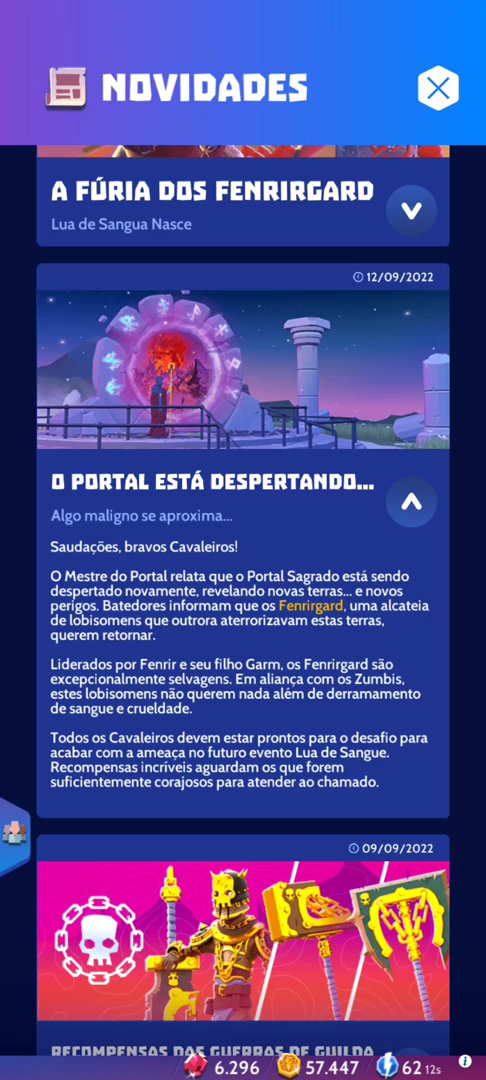 NOVIDADES
A FÚRIA DOS FENRIRGARD
Lua de Sangua Nasce
12/09/2022
O PORTAL ESTÁ DESPERTANDO...
Algo maligno se aproxima...
Saudações, bravos Cavaleiros!
O Mestre do Portal relata que o Portal Sagrado está sendo
despertado novamente, revelando novas terras... e novos
perigos. Batedores informam que os Fenrirgard, uma alcateia
de lobisomens que outrora aterrorizavam estas terras,
querem retornar.
Liderados por Fenrir e seu filho Garm, os Fenrirgard são
excepcionalmente selvagens. Em aliança com os Zumbis,
estes lobisomens não querem nada além de derramamento
de sangue e crueldade.
Todos os Cavaleiros devem estar prontos para o desafio para
acabar com a ameaça no futuro evento Lua de Sangue.
Recompensas incríveis aguardam os que forem
suficientemente corajosos para atender ao chamado.
09/09/2022
RECOMPENSAS DAS GUERRAS DE GUILDA
6.296 57.447 62 12s